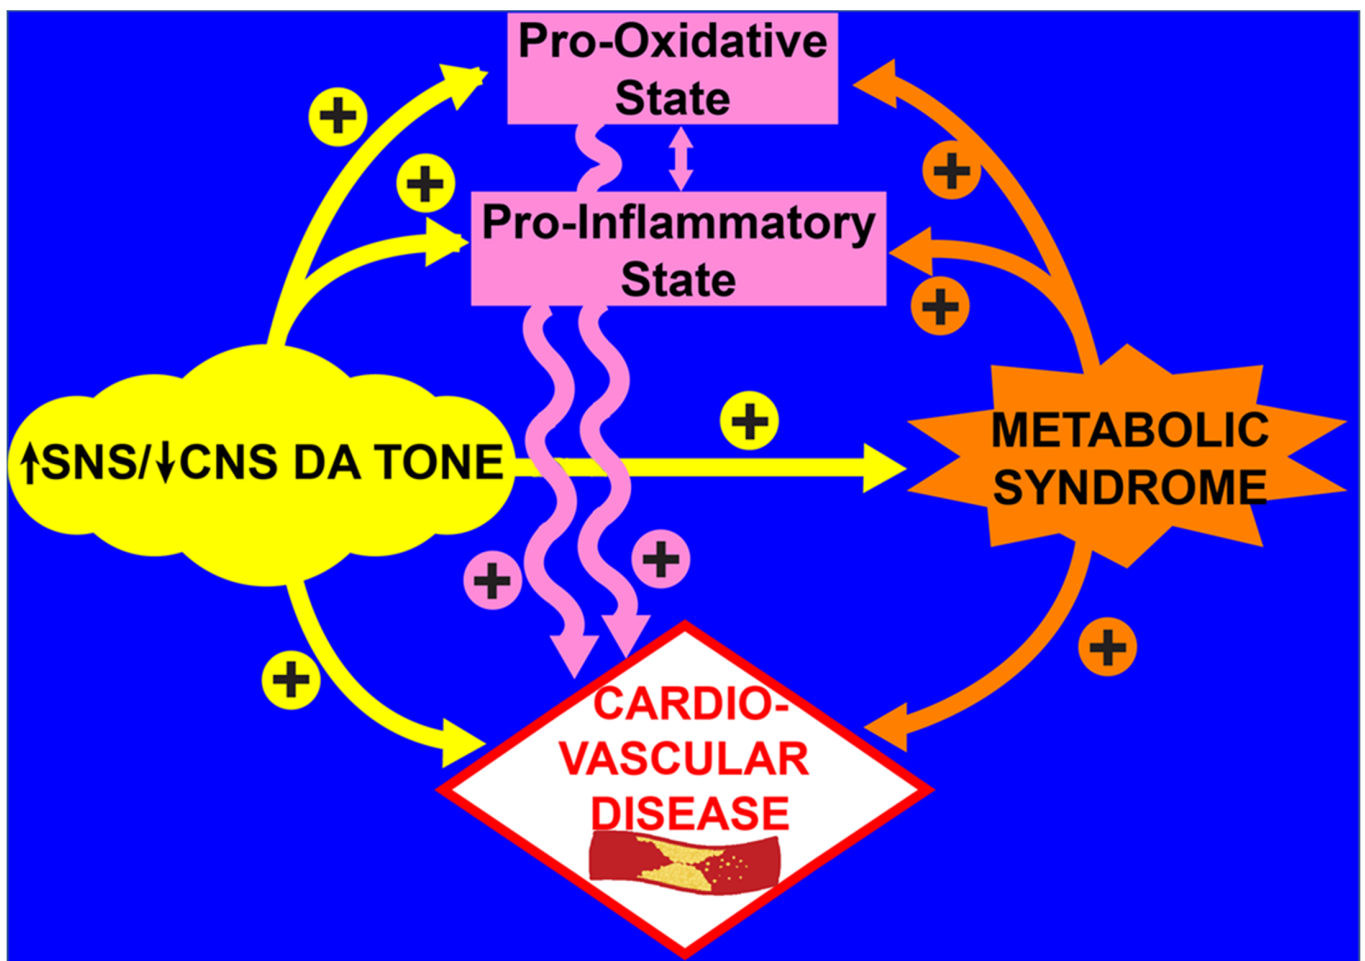 Pro-Oxidative
State
+
+
+
Pro-Inflammatory
State
+
+
↑SNS/↓CNS DA TONE
METABOLIC
SYNDROME
+
+
+
+
CARDIO-
VASCULAR
DISEASE